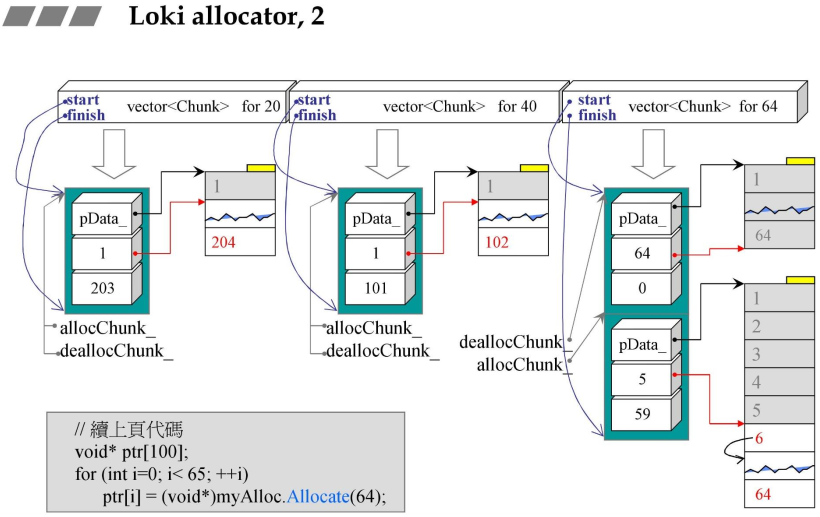 Loki allocator, 2
start
finish
vector<Chunk> for 20
start
finish
vector<Chunk> for 40
start
finish
vector<Chunk> for 64
pData_
1
203
1
204
allocChunk_
deallocChunk_
pData_
1
101
1
102
allocChunk_
deallocChunk_
pData_
64
0
1
64
deallocChunk_
allocChunk_
pData_
5
59
1
2
3
4
5
6
64
// 續上頁代碼
void* ptr[100];
for (int i=0; i< 65; ++i)
ptr[i] = (void*)myAlloc.Allocate(64);